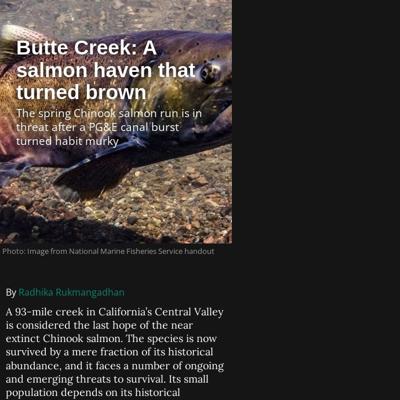 Butte Creek: A
salmon haven that
turned brown
The spring Chinook salmon run is in
threat after a PG&E canal burst
turned habit murky
Photo: Image from National Marine Fisheries Service handout
By Radhika Rukmangadhan
A 93-mile creek in California's Central Valley
is considered the last hope of the near
extinct Chinook salmon. The species is now
survived by a mere fraction of its historical
abundance, and it faces a number of ongoing
and emerging threats to survival. Its small
population depends on its historical